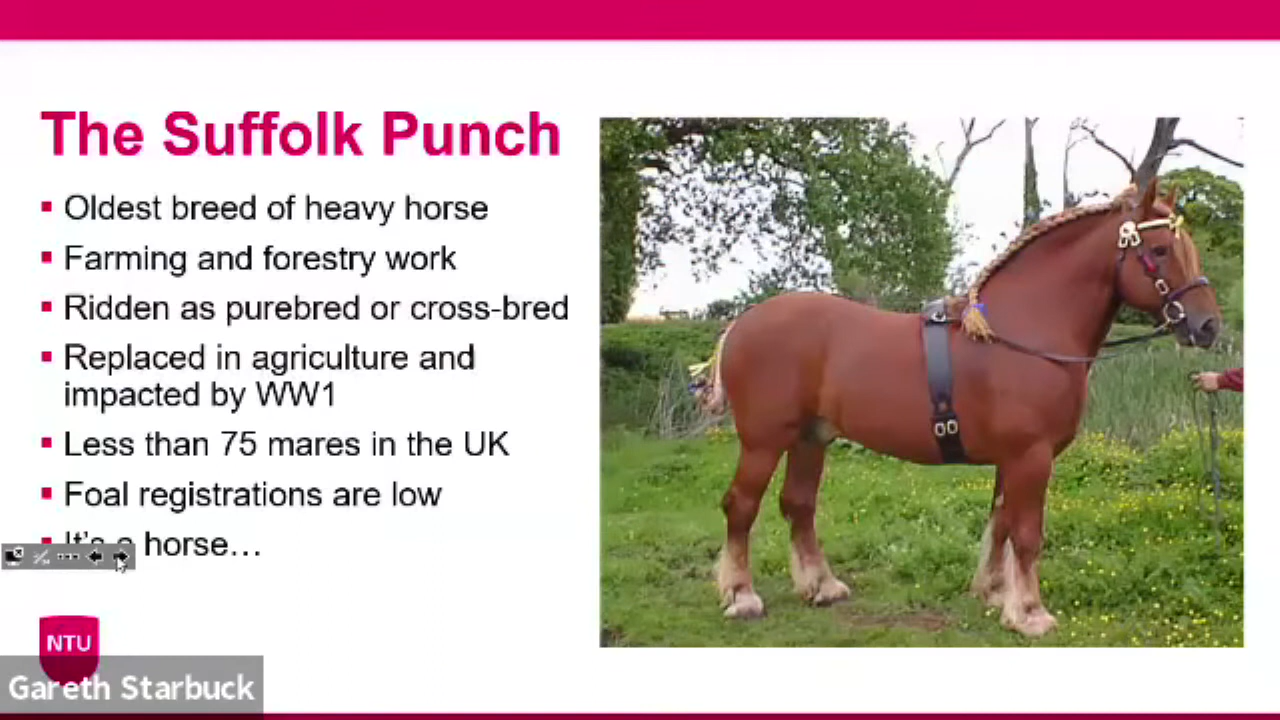 The Suffolk Punch
Oldest breed of heavy horse
Farming and forestry work
Ridden as purebred or cross-bred
Replaced in agriculture and
impacted by WW1
Less than 75 mares in the UK
Foal registrations are low
It's a horse…
NTU
Gareth Starbuck